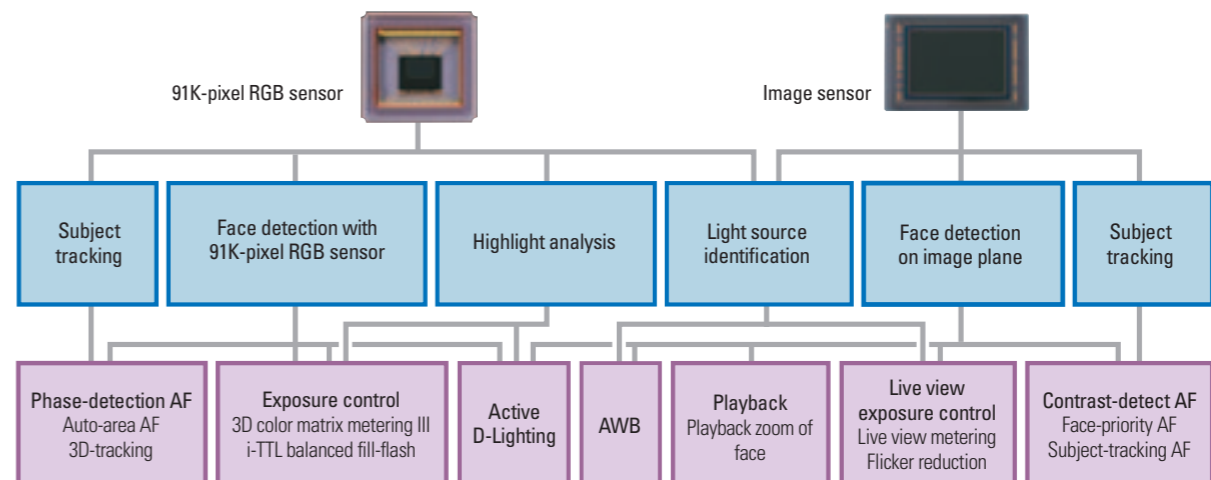 91K-pixel RGB sensor
Image sensor
Subject
tracking
Face detection with
91K-pixel RGB sensor
Highlight analysis
Light source
identification
Face detection
on image plane
Subject
tracking
Phase-detection AF
Auto-area AF
3D-tracking
Exposure control
3D color matrix metering III
i-TTL balanced fill-flash
Active
D-Lighting
AWB
Playback
Playback zoom of
face
Live view
exposure control
Live view metering
Flicker reduction
Contrast-detect AF
Face-priority AF
Subject-tracking AF